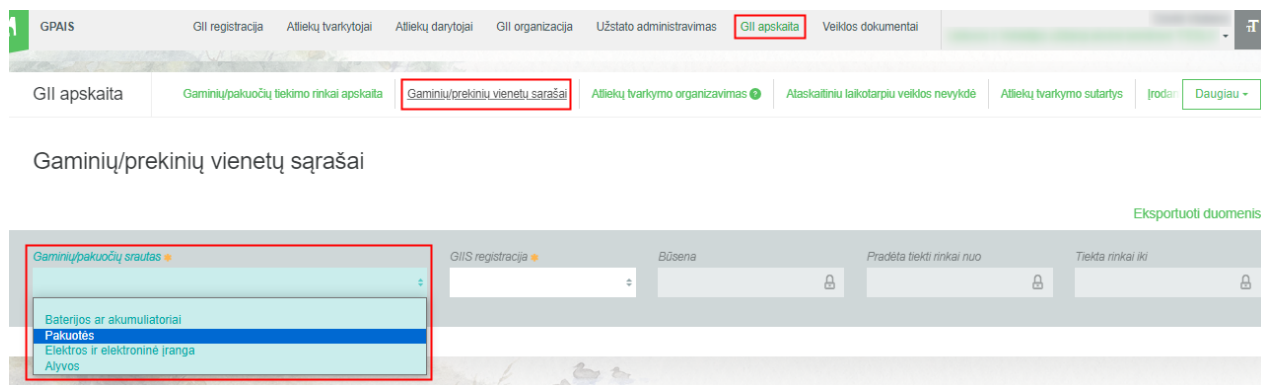 GPAIS GII registracija Atliekų tvarkytojai Atliekų darytojai GII organizacija Užstato administravimas GII apskaita Veiklos dokumentai
GII apskaita Gaminių/pakuočių tiekimo rinkai apskaita Gaminių/prekinių vienetų sąrašai Atliekų tvarkymo organizavimas Ataskaitiniu laikotarpiu veiklos nevykdė Atliekų tvarkymo sutartys Įrodan Daugiau
Gaminių/prekinių vienetų sąrašai
Eksportuoti duomenis
Gaminių/pakuočių srautas GIIS registracija Būsena Pradėta tiekti rinkai nuo Tiekta rinkai iki
Baterijos ar akumuliatoriai
Pakuotės
Elektros ir elektroninė įranga
Alyvos